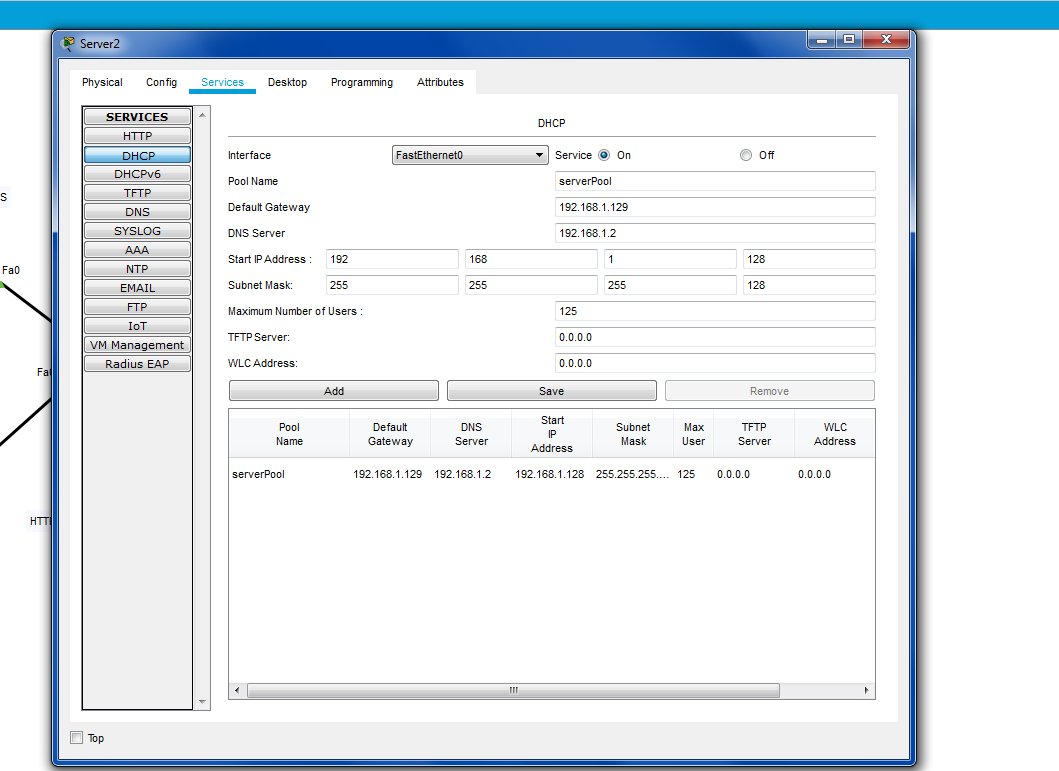 Server2
Physical Config Services Desktop Programming Attributes
SERVICES
HTTP
DHCP
DHCPv6
TFTP
DNS
SYSLOG
AAA
NTP
EMAIL
FTP
IoT
VM Management
Radius EAP
DHCP
Interface FastEthernet0 Service On Off
Pool Name serverPool
Default Gateway 192.168.1.129
DNS Server 192.168.1.2
Start IP Address : 192 168 1 128
Subnet Mask: 255 255 255 128
Maximum Number of Users : 125
TFTP Server: 0.0.0.0
WLC Address: 0.0.0.0
Add Save Remove
Pool Name Default Gateway DNS Server Start IP Address Subnet Mask Max User TFTP Server WLC Address
serverPool 192.168.1.129 192.168.1.2 192.168.1.128 255.255.255.... 125 0.0.0.0 0.0.0.0
Top
S
Fa0